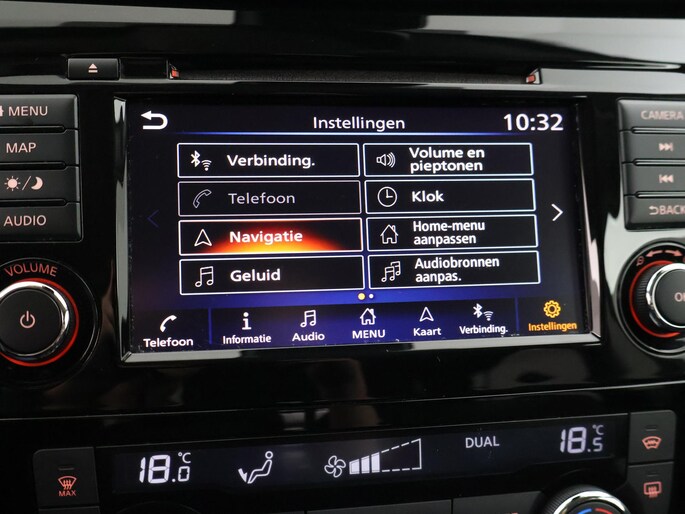 MENU
MAP
AUDIO
VOLUME
CAMERA
BACK
OK
Instellingen
10:32
Verbinding.
Volume en
pieptonen
Telefoon
Klok
Navigatie
Home-menu
aanpassen
Geluid
Audiobronnen
aanpas.
Telefoon
Informatie
Audio
MENU
Kaart
Verbinding.
Instellingen
MAX
18.0 °C
DUAL
18.5 °C